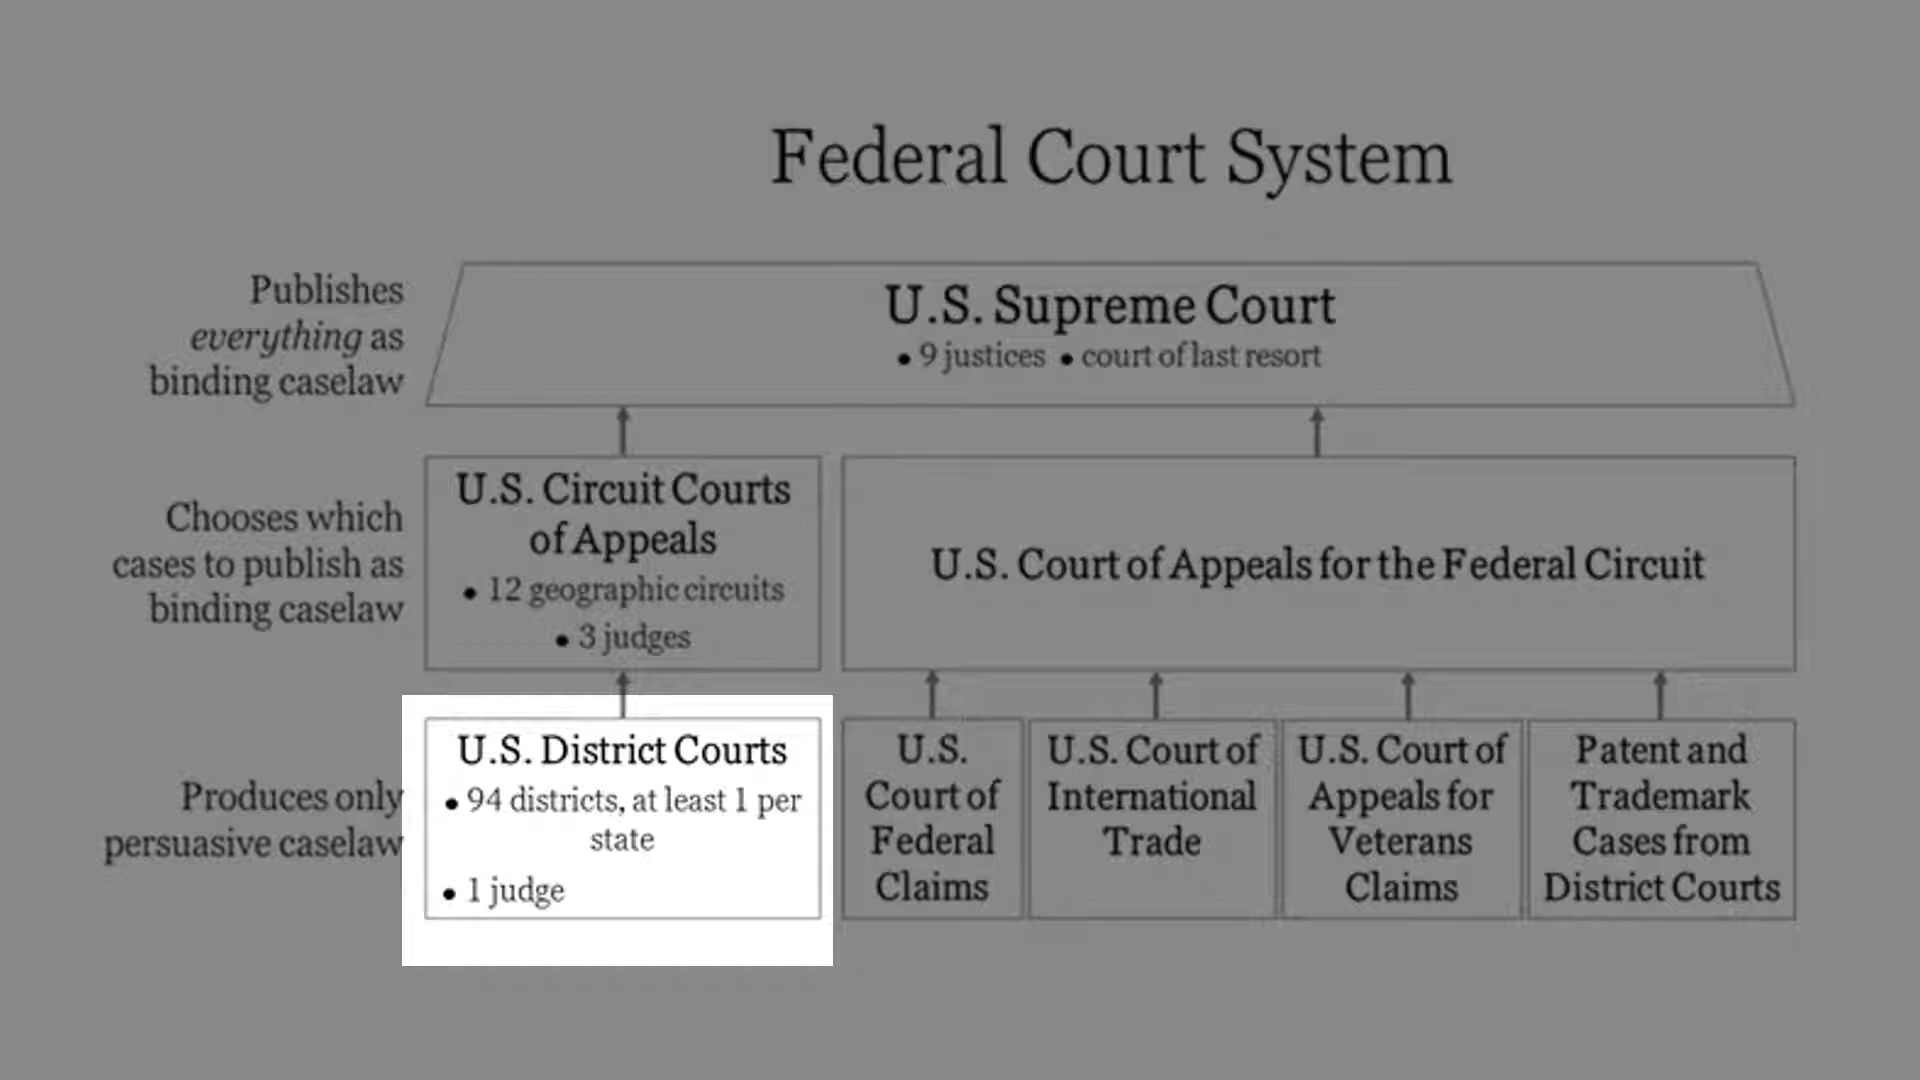 Federal Court System
Publishes
everything as
binding caselaw
U.S. Supreme Court
• 9 justices • court of last resort
Chooses which
cases to publish as
binding caselaw
U.S. Circuit Courts
of Appeals
• 12 geographic circuits
• 3 judges
U.S. Court of Appeals for the Federal Circuit
Produces only
persuasive caselaw
U.S. District Courts
• 94 districts, at least 1 per
state
• 1 judge
U.S.
Court of
Federal
Claims
U.S. Court of
International
Trade
U.S. Court of
Appeals for
Veterans
Claims
Patent and
Trademark
Cases from
District Courts